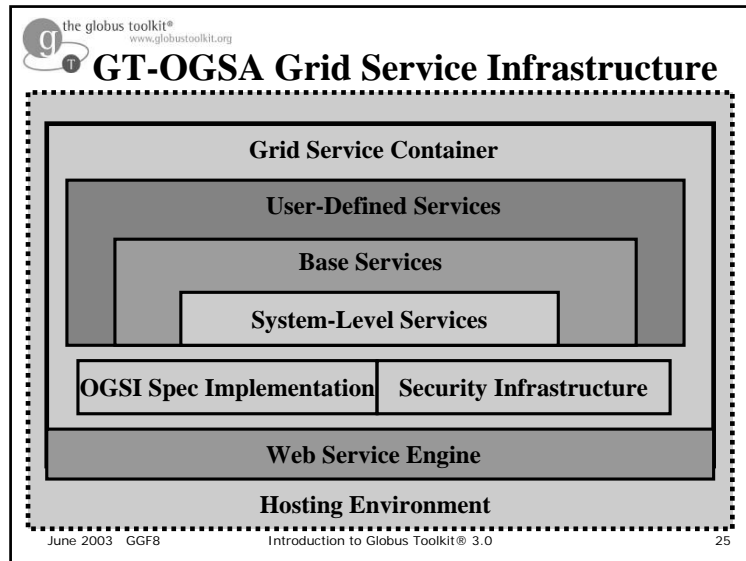 the globus toolkit®
www.globustoolkit.org
g
T
GT-OGSA Grid Service Infrastructure
Grid Service Container
User-Defined Services
Base Services
System-Level Services
OGSI Spec Implementation
Security Infrastructure
Web Service Engine
Hosting Environment
June 2003 GGF8
Introduction to Globus Toolkit® 3.0
25